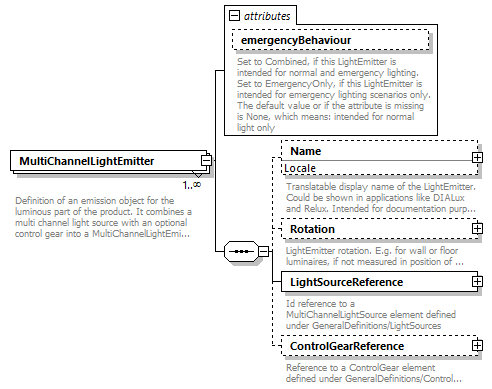 attributes
emergencyBehaviour
Set to Combined, if this LightEmitter is
intended for normal and emergency lighting.
Set to EmergencyOnly, if this LightEmitter is
intended for emergency lighting scenarios only.
The default value or if the attribute is missing
is None, which means: intended for normal
light only
MultiChannelLightEmitter
1..∞
Definition of an emission object for the
luminous part of the product. It combines
a multi channel light source with an optional
control gear into a MultiChannelLightEmi...
Name
Locale
Translatable display name of the LightEmitter.
Could be shown in applications like DIALux
and Relux. Intended for documentation purp...
Rotation
LightEmitter rotation. E.g. for wall or floor
luminaires, if not measured in position of ...
LightSourceReference
Id reference to a
MultiChannelLightSource element defined
under GeneralDefinitions/LightSources
ControlGearReference
Reference to a ControlGear element
defined under GeneralDefinitions/Control...